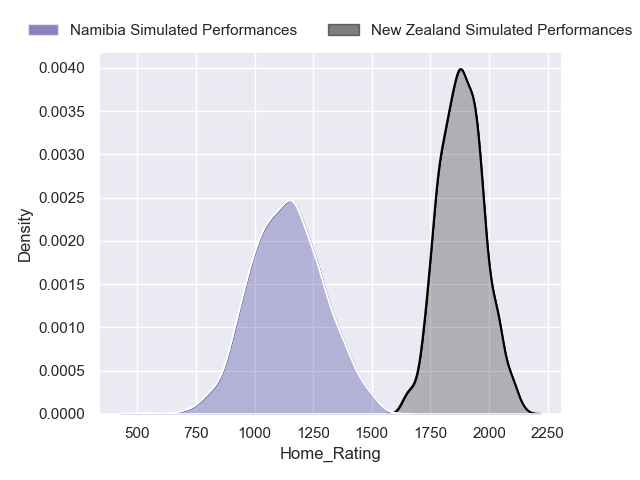 Namibia Simulated Performances
New Zealand Simulated Performances
0.0040
0.0035
0.0030
0.0025
0.0020
0.0015
0.0010
0.0005
0.0000
Density
500 750 1000 1250 1500 1750 2000 2250
Home_Rating